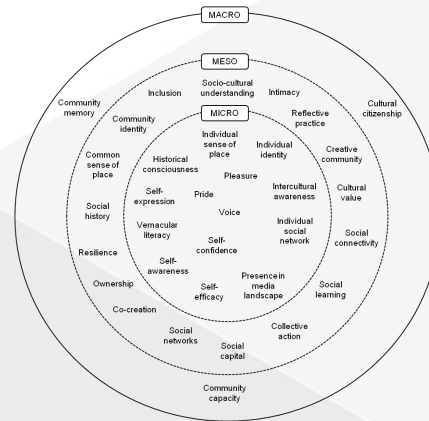 MACRO
MESO
Socio-cultural
understanding
Inclusion
Intimacy
Community
memory
Cultural
citizenship
MICRO
Community
identity
Reflective
practice
Individual
sense of
place
Individual
identity
Common
sense of
place
Historical
consciousness
Creative
community
Pleasure
Self-
expression
Pride
Intercultural
awareness
Cultural
value
Social
history
Voice
Vernacular
literacy
Individual
social
network
Social
connectivity
Resilience
Self-
confidence
Self-
awareness
Ownership
Self-
efficacy
Presence in
media
landscape
Social
learning
Co-creation
Social
networks
Collective
action
Social
capital
Community
capacity